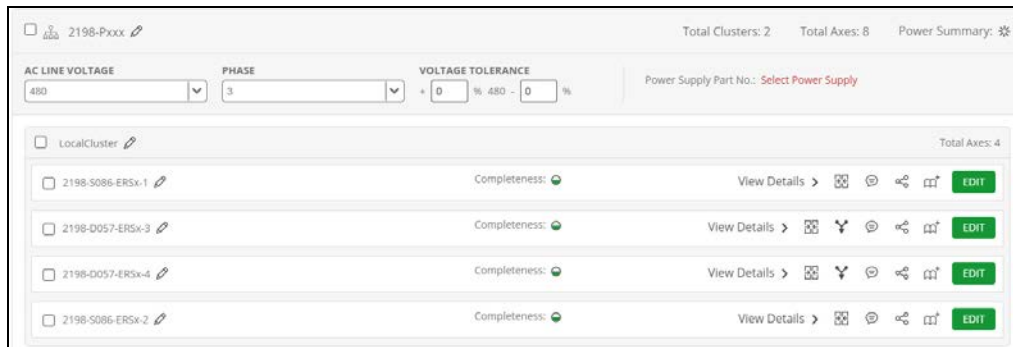 2198-Pxxx Total Clusters: 2 Total Axes: 8 Power Summary:
AC LINE VOLTAGE PHASE VOLTAGE TOLERANCE
480 3 + 0 % 480 - 0 % Power Supply Part No.: Select Power Supply
LocalCluster Total Axes: 4
2198-S086-ERSx-1 Completeness: View Details > EDIT
2198-D057-ERSx-3 Completeness: View Details > EDIT
2198-D057-ERSx-4 Completeness: View Details > EDIT
2198-S086-ERSx-2 Completeness: View Details > EDIT